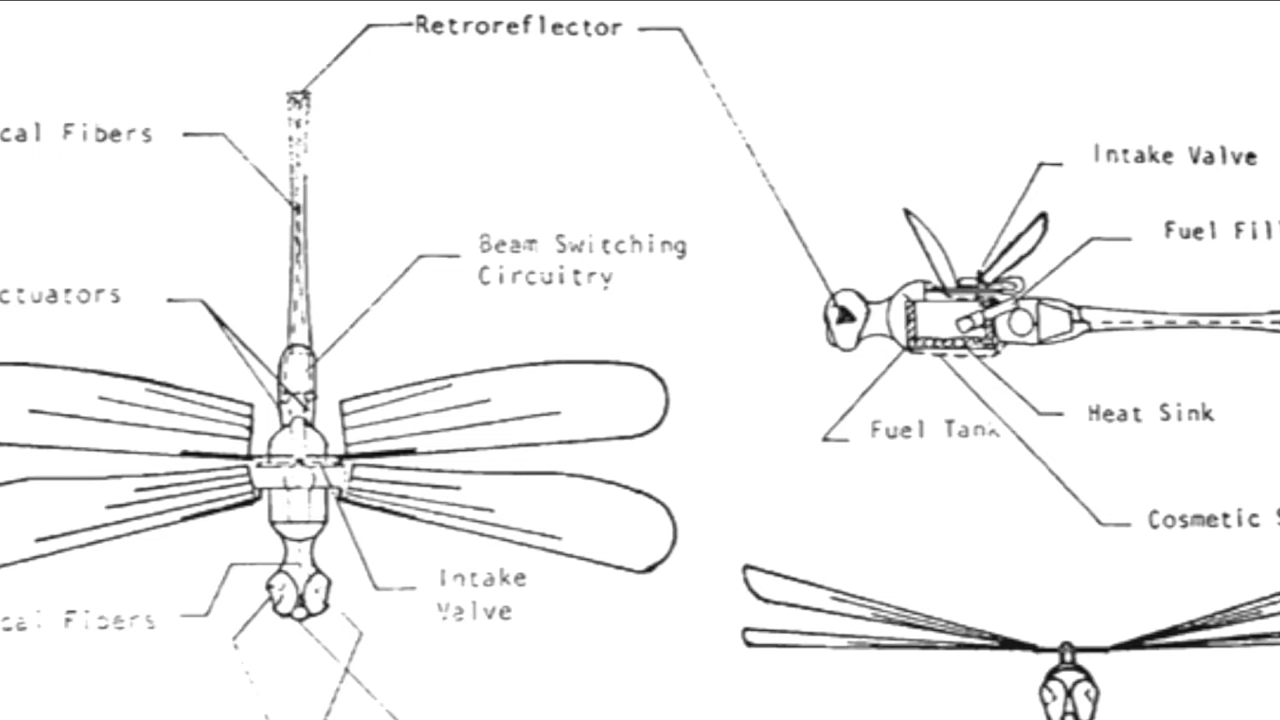 Retroreflector
cal Fibers
Intake Valve
Fuel Fil
Beam Switching
Circuitry
ctuators
Heat Sink
Fuel Tank
Cosmetic S
Intake
Valve
cal Fibers